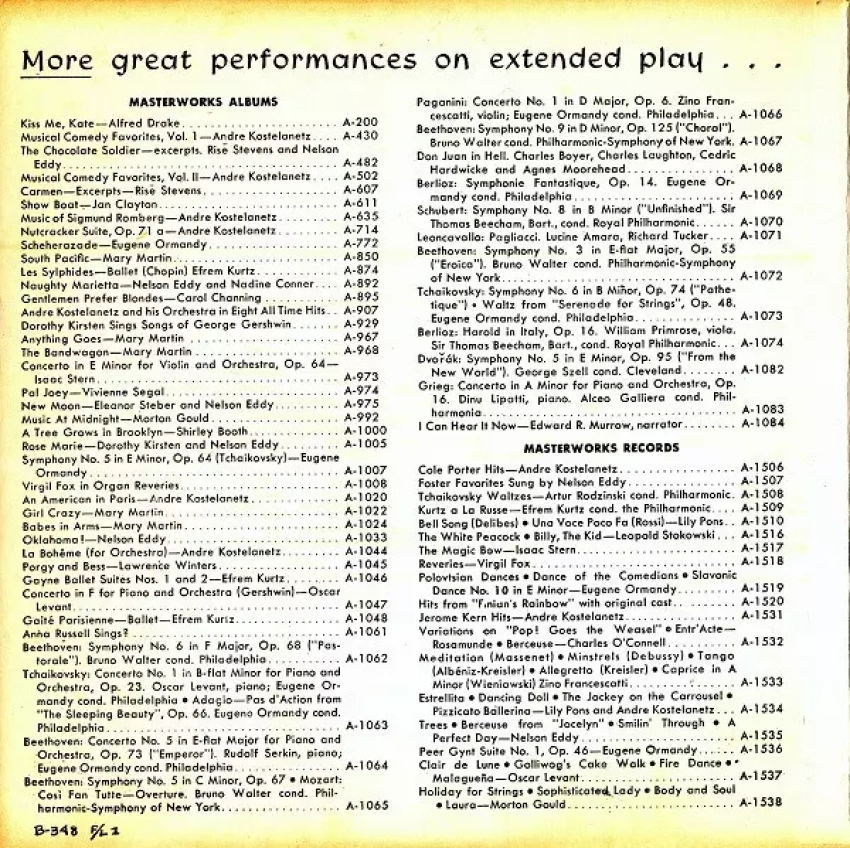 More great performances on extended play . . .
MASTERWORKS ALBUMS
Kiss Me, Kate—Alfred Drake . . . . . A-200
Musical Comedy Favorites, Vol. 1—Andre Kostelanetz . . . . A-430
The Chocolate Soldier—excerpts. Risë Stevens and Nelson
Eddy . . . . . A-482
Musical Comedy Favorites, Vol. II—Andre Kostelanetz . . . . A-502
Carmen—Excerpts—Risë Stevens . . . . . A-607
Show Boat—Jan Clayton . . . . . A-611
Music of Sigmund Romberg—Andre Kostelanetz . . . . . A-635
Nutcracker Suite, Op. 71 a—Andre Kostelanetz . . . . . A-714
Scheherazade—Eugene Ormandy . . . . . A-772
South Pacific—Mary Martin . . . . . A-850
Les Sylphides—Ballet (Chopin) Efrem Kurtz . . . . . A-874
Naughty Marietta—Nelson Eddy and Nadine Conner . . . . A-892
Gentlemen Prefer Blondes—Carol Channing . . . . . A-895
Andre Kostelanetz and his Orchestra in Eight All Time Hits . . A-907
Dorothy Kirsten Sings Songs of George Gershwin . . . . . A-929
Anything Goes—Mary Martin . . . . . A-967
The Bandwagon—Mary Martin . . . . . A-968
Concerto in E Minor for Violin and Orchestra, Op. 64—
Isaac Stern . . . . . A-973
Pal Joey—Vivienne Segal . . . . . A-974
New Moon—Eleanor Steber and Nelson Eddy . . . . . A-975
Music At Midnight—Morton Gould . . . . . A-992
A Tree Grows in Brooklyn—Shirley Booth . . . . . A-1000
Rose Marie—Dorothy Kirsten and Nelson Eddy . . . . . A-1005
Symphony No. 5 in E Minor, Op. 64 (Tchaikovsky)—Eugene
Ormandy . . . . . A-1007
Virgil Fox in Organ Reveries . . . . . A-1008
An American in Paris—Andre Kostelanetz . . . . . A-1020
Girl Crazy—Mary Martin . . . . . A-1022
Babes in Arms—Mary Martin . . . . . A-1024
Oklahoma!—Nelson Eddy . . . . . A-1033
La Bohème (for Orchestra)—Andre Kostelanetz . . . . . A-1044
Porgy and Bess—Lawrence Winters . . . . . A-1045
Gayne Ballet Suites Nos. 1 and 2—Efrem Kurtz . . . . . A-1046
Concerto in F for Piano and Orchestra (Gershwin)—Oscar
Levant . . . . . A-1047
Gaité Parisienne—Ballet—Efrem Kurtz . . . . . A-1048
Anna Russell Sings? . . . . . A-1061
Beethoven: Symphony No. 6 in F Major, Op. 68 ("Pas-
torale"). Bruno Walter cond. Philadelphia . . . . . A-1062
Tchaikovsky: Concerto No. 1 in B-flat Minor for Piano and
Orchestra, Op. 23. Oscar Levant, piano; Eugene Or-
mandy cond. Philadelphia • Adagio—Pas d'Action from
"The Sleeping Beauty", Op. 66. Eugene Ormandy cond.
Philadelphia . . . . . A-1063
Beethoven: Concerto No. 5 in E-flat Major for Piano and
Orchestra, Op. 73 ("Emperor"). Rudolf Serkin, piano;
Eugene Ormandy cond. Philadelphia . . . . . A-1064
Beethoven: Symphony No. 5 in C Minor, Op. 67 • Mozart:
Così Fan Tutte—Overture. Bruno Walter cond. Phil-
harmonic-Symphony of New York . . . . . A-1065
B-348 F/L 1
Paganini: Concerto No. 1 in D Major, Op. 6. Zino Fran-
cescatti, violin; Eugene Ormandy cond. Philadelphia . . . A-1066
Beethoven: Symphony No. 9 in D Minor, Op. 125 ("Choral").
Bruno Walter cond. Philharmonic-Symphony of New York. A-1067
Don Juan in Hell. Charles Boyer, Charles Laughton, Cedric
Hardwicke and Agnes Moorehead . . . . . A-1068
Berlioz: Symphonie Fantastique, Op. 14. Eugene Or-
mandy cond. Philadelphia . . . . . A-1069
Schubert: Symphony No. 8 in B Minor ("Unfinished"). Sir
Thomas Beecham, Bart., cond. Royal Philharmonic . . . . . A-1070
Leoncavallo: Pagliacci. Lucine Amara, Richard Tucker . . . . A-1071
Beethoven: Symphony No. 3 in E-flat Major, Op. 55
("Eroica"). Bruno Walter cond. Philharmonic-Symphony
of New York . . . . . A-1072
Tchaikovsky: Symphony No. 6 in B Minor, Op. 74 ("Pathe-
tique") • Waltz from "Serenade for Strings", Op. 48.
Eugene Ormandy cond. Philadelphia . . . . . A-1073
Berlioz: Harold in Italy, Op. 16. William Primrose, viola.
Sir Thomas Beecham, Bart., cond. Royal Philharmonic . . . A-1074
Dvořák: Symphony No. 5 in E Minor, Op. 95 ("From the
New World"). George Szell cond. Cleveland . . . . . A-1082
Grieg: Concerto in A Minor for Piano and Orchestra, Op.
16. Dinu Lipatti, piano. Alceo Galliera cond. Phil-
harmonia . . . . . A-1083
I Can Hear It Now—Edward R. Murrow, narrator . . . . . A-1084
MASTERWORKS RECORDS
Cole Porter Hits—Andre Kostelanetz . . . . . A-1506
Foster Favorites Sung by Nelson Eddy . . . . . A-1507
Tchaikovsky Waltzes—Artur Rodzinski cond. Philharmonic. A-1508
Kurtz a La Russe—Efrem Kurtz cond. the Philharmonic . . . . A-1509
Bell Song (Delibes) • Una Voce Poco Fa (Rossi)—Lily Pons . . A-1510
The White Peacock • Billy, The Kid—Leopold Stokowski . . . A-1516
The Magic Bow—Isaac Stern . . . . . A-1517
Reveries—Virgil Fox . . . . . A-1518
Polovtsian Dances • Dance of the Comedians • Slavonic
Dance No. 10 in E Minor—Eugene Ormandy . . . . . A-1519
Hits from "Finian's Rainbow" with original cast . . . . . A-1520
Jerome Kern Hits—Andre Kostelanetz . . . . . A-1531
Variations on "Pop! Goes the Weasel" • Entr'Acte—
Rosamunde • Berceuse—Charles O'Connell . . . . . A-1532
Meditation (Massenet) • Minstrels (Debussy) • Tango
(Albéniz-Kreisler) • Allegretto (Kreisler) • Caprice in A
Minor (Wieniawski) Zino Francescatti . . . . . A-1533
Estrellita • Dancing Doll • The Jockey on the Carrousel •
Pizzicato Ballerina—Lily Pons and Andre Kostelanetz . . . A-1534
Trees • Berceuse from "Jocelyn" • Smilin' Through • A
Perfect Day—Nelson Eddy . . . . . A-1535
Peer Gynt Suite No. 1, Op. 46—Eugene Ormandy . . . . . A-1536
Clair de Lune • Golliwog's Cake Walk • Fire Dance •
Malagueña—Oscar Levant . . . . . A-1537
Holiday for Strings • Sophisticated Lady • Body and Soul
• Laura—Morton Gould . . . . . A-1538